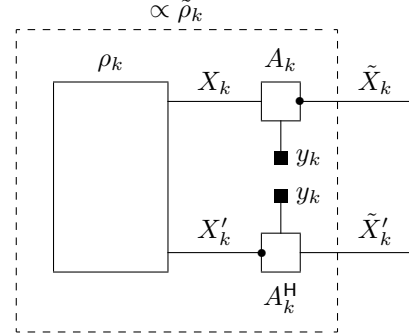 ∝ ρ̃_k
ρ_k X_k A_k X̃_k
y_k
y_k
X′_k X̃′_k
A_k^H